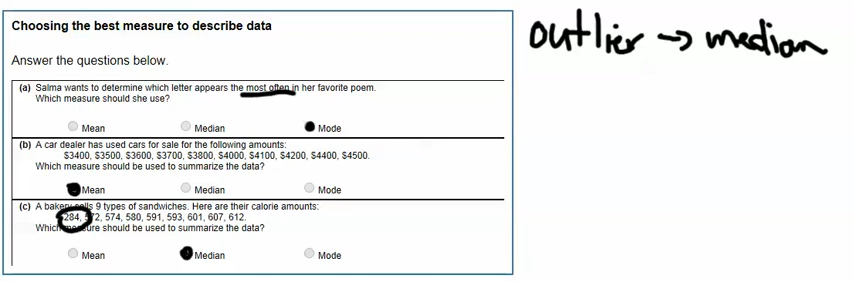 Choosing the best measure to describe data
outlier → median
Answer the questions below.
(a) Salma wants to determine which letter appears the most often in her favorite poem.
Which measure should she use?
Mean Median Mode
(b) A car dealer has used cars for sale for the following amounts:
$3400, $3500, $3600, $3700, $3800, $4000, $4100, $4200, $4400, $4500.
Which measure should be used to summarize the data?
Mean Median Mode
(c) A bakery sells 9 types of sandwiches. Here are their calorie amounts:
284, 572, 574, 580, 591, 593, 601, 607, 612.
Which measure should be used to summarize the data?
Mean Median Mode